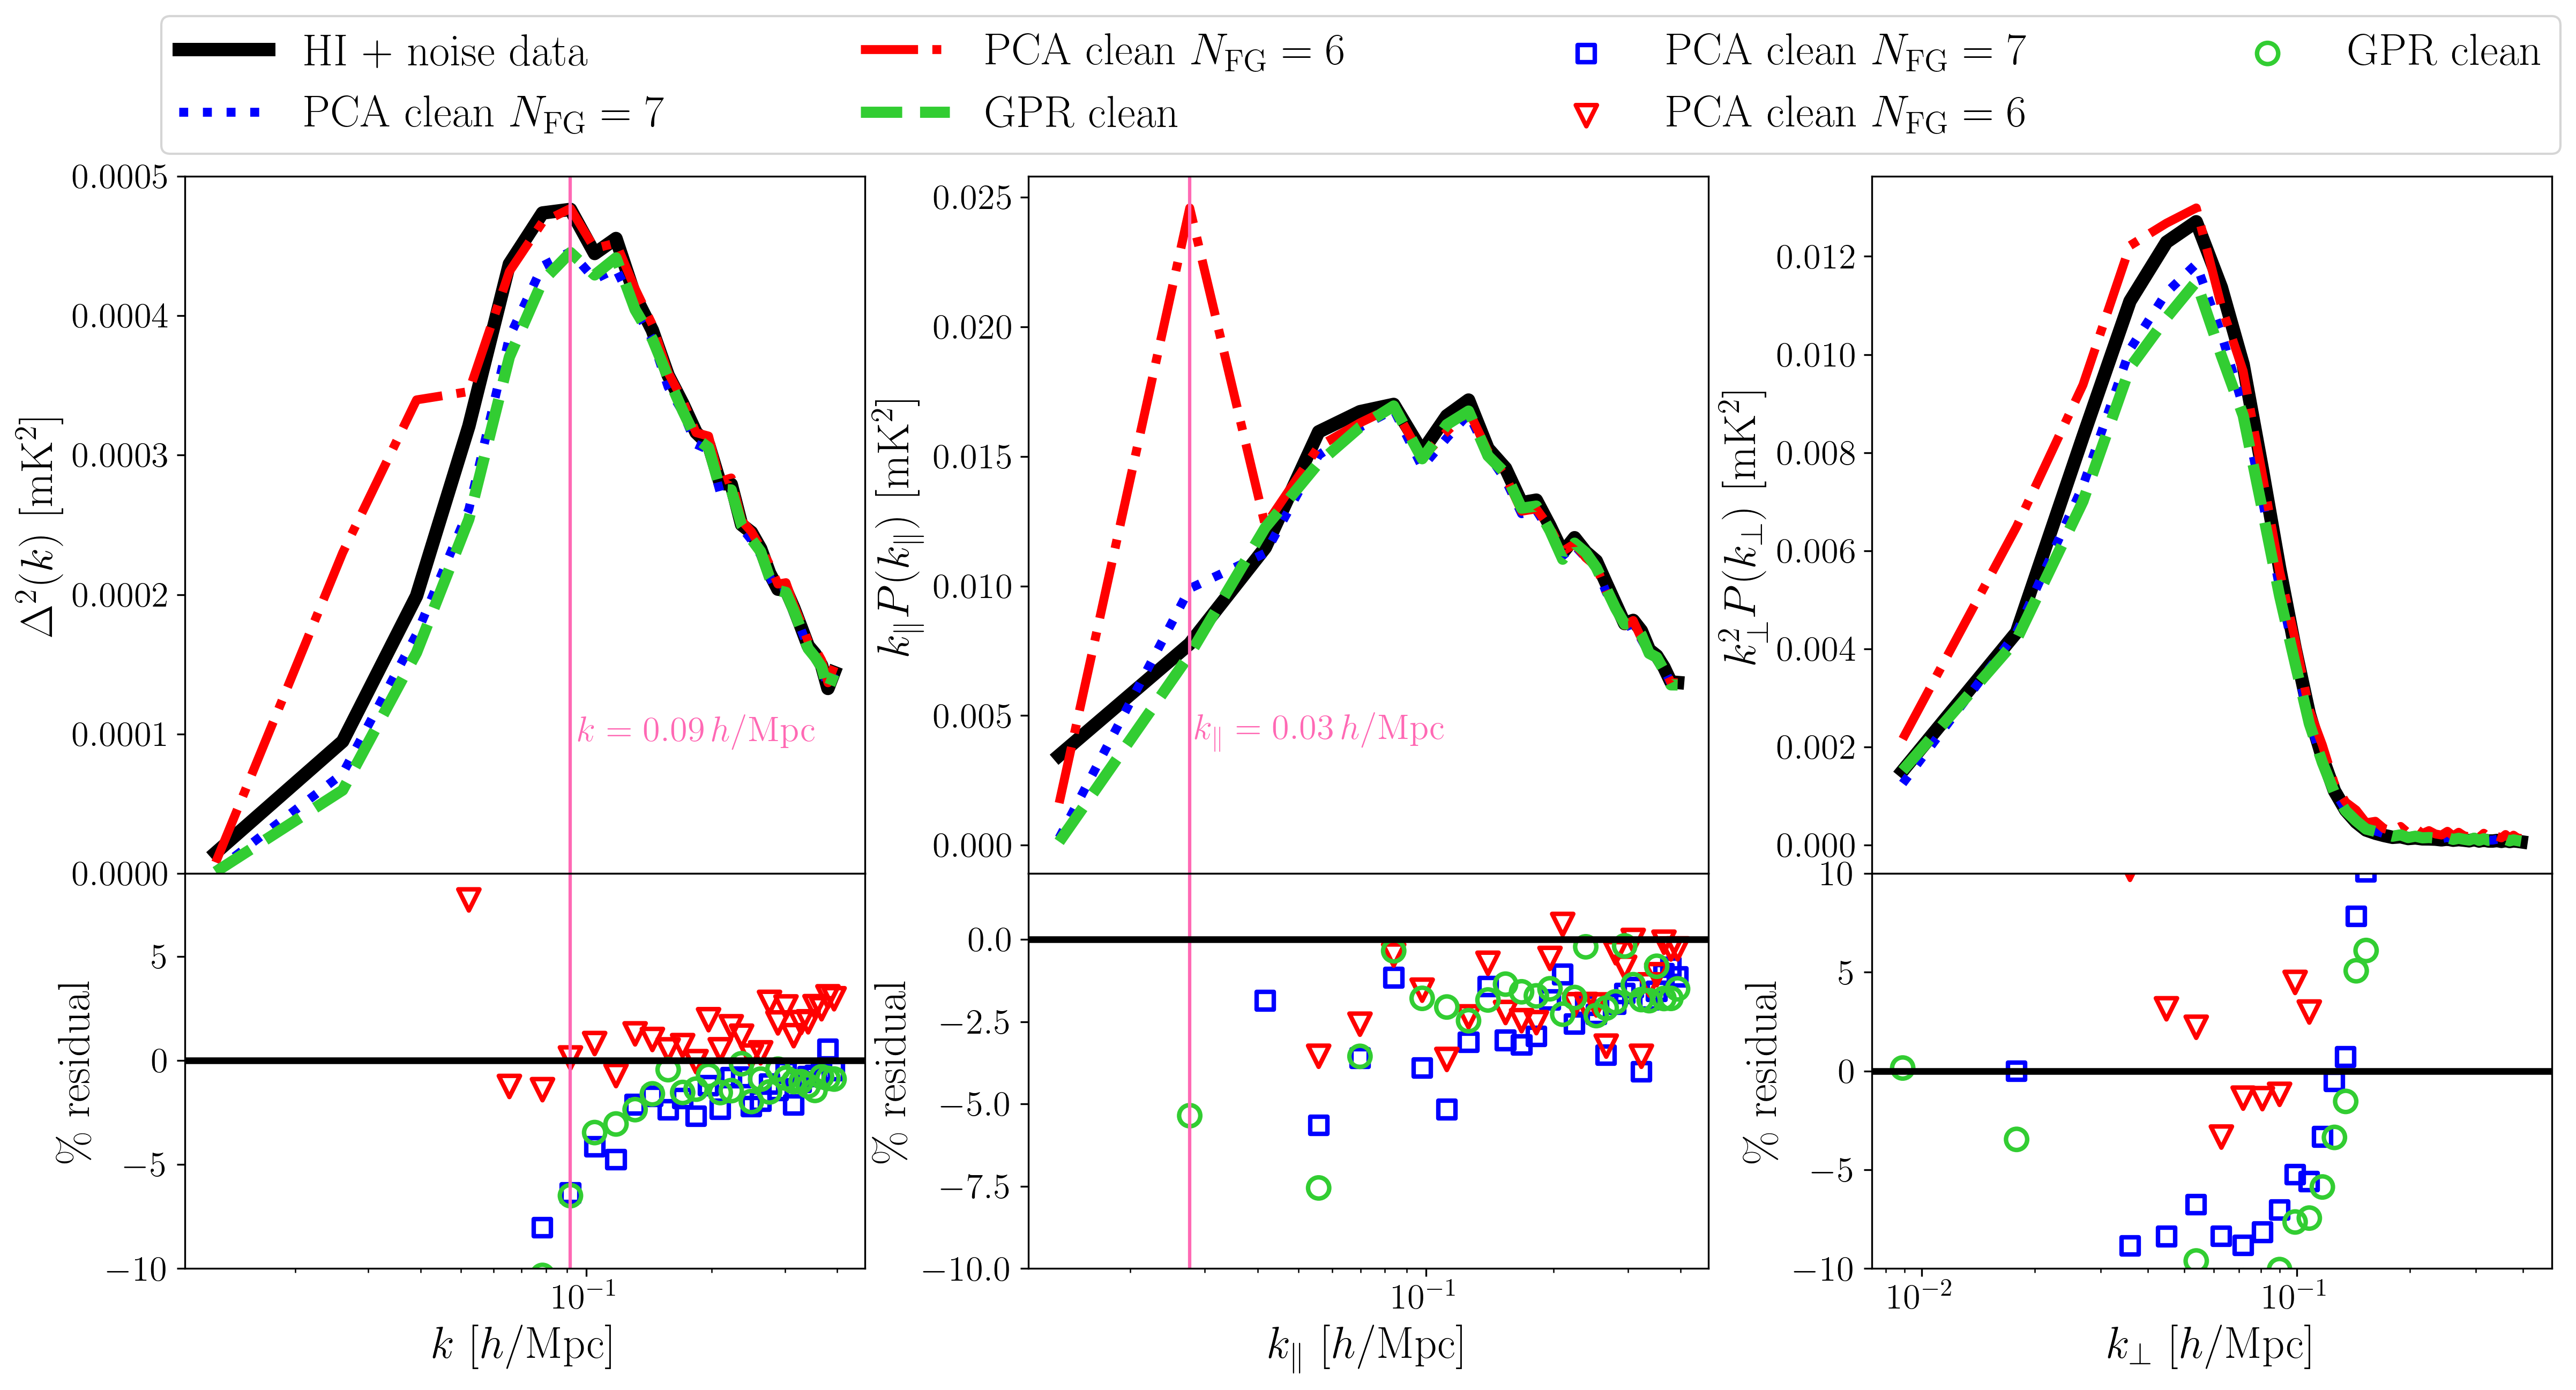 HI + noise data
PCA clean N_FG = 6
PCA clean N_FG = 7
GPR clean
PCA clean N_FG = 7
GPR clean
PCA clean N_FG = 6
0.0005
0.0004
0.0003
0.0002
0.0001
0.0000
Δ²(k) [mK²]
k = 0.09 h/Mpc
5
0
−5
−10
% residual
10⁻¹
k [h/Mpc]
0.025
0.020
0.015
0.010
0.005
0.000
k_∥P(k_∥) [mK²]
k_∥ = 0.03 h/Mpc
0.0
−2.5
−5.0
−7.5
−10.0
% residual
10⁻¹
k_∥ [h/Mpc]
0.012
0.010
0.008
0.006
0.004
0.002
0.000
k²_⊥P(k_⊥) [mK²]
10
5
0
−5
−10
% residual
10⁻²
10⁻¹
k_⊥ [h/Mpc]